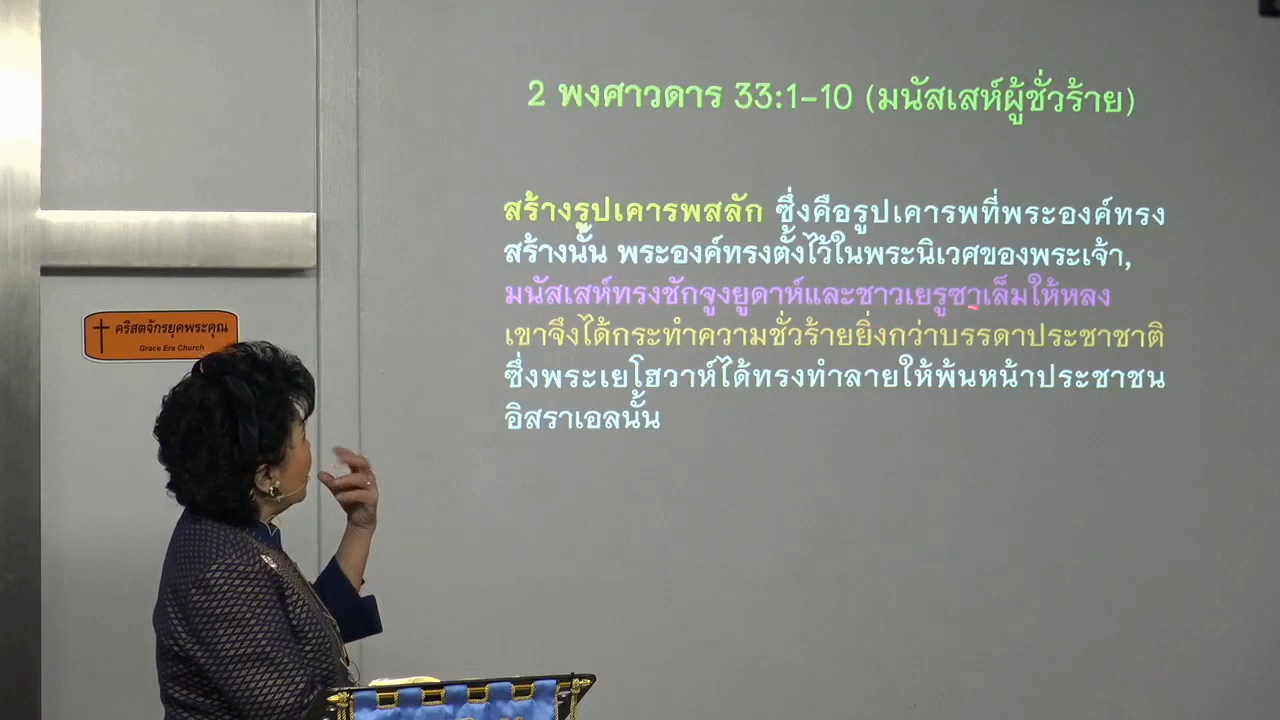 2 พงศาวดาร 33:1-10 (มนัสเสห์ผู้ชั่วร้าย)
สร้างรูปเคารพสลัก ซึ่งคือรูปเคารพที่พระองค์ทรง
สร้างนั้น พระองค์ทรงตั้งไว้ในพระนิเวศของพระเจ้า,
มนัสเสห์ทรงชักจูงยูดาห์และชาวเยรูซาเล็มให้หลง
เขาจึงได้กระทำความชั่วร้ายยิ่งกว่าบรรดาประชาชาติ
ซึ่งพระเยโฮวาห์ได้ทรงทำลายให้พ้นหน้าประชาชน
อิสราเอลนั้น
คริสตจักรยุคพระคุณ
Grace Era Church